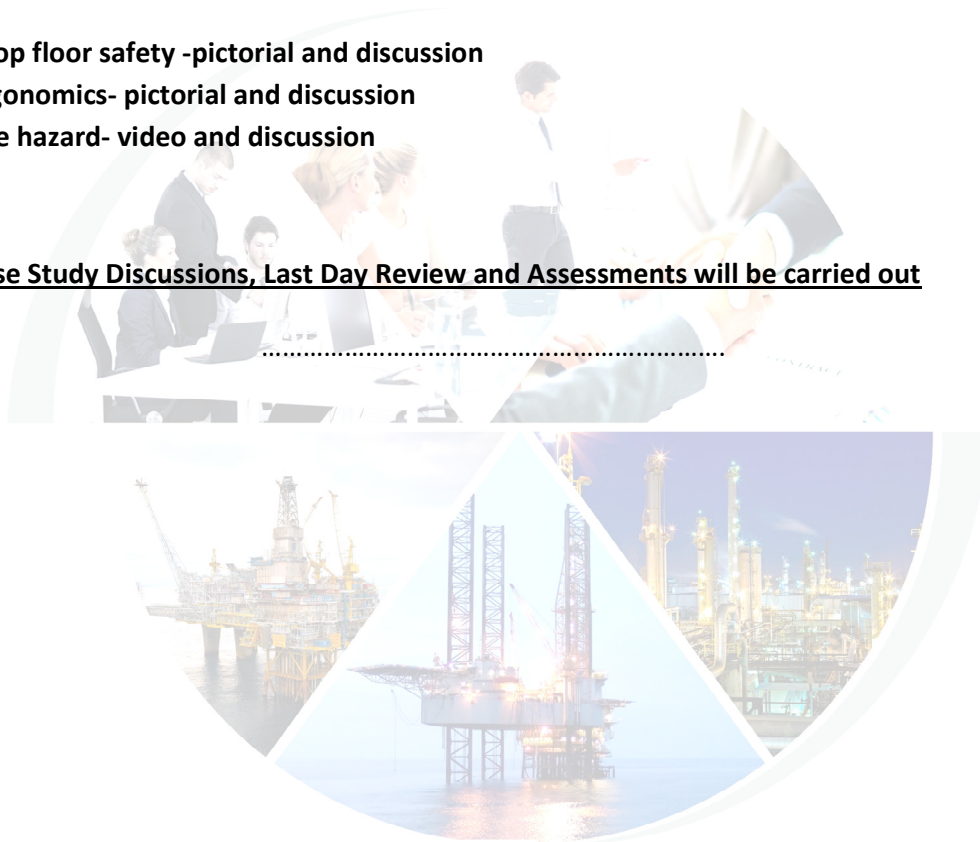 op floor safety -pictorial and discussion
gonomics- pictorial and discussion
e hazard- video and discussion
se Study Discussions, Last Day Review and Assessments will be carried out
……………………………………………………………….
CONTRACT